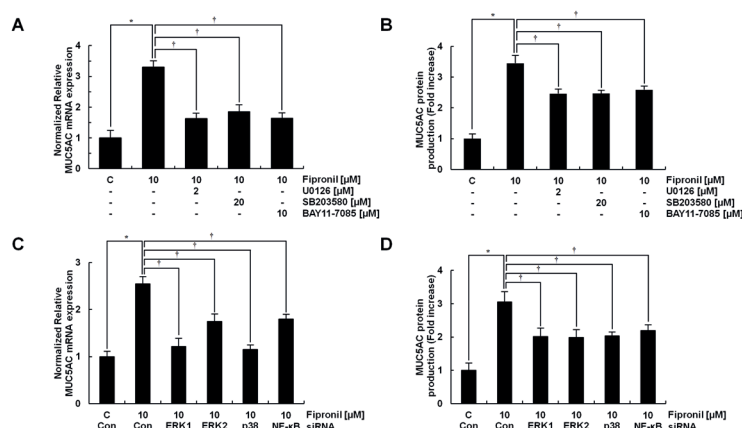 A
* † † †
Normalized Relative
MUC5AC mRNA expression
4
3
2
1
0
C 10 10 10 10 Fipronil [µM]
- - 2 - - U0126 [µM]
- - - 20 - SB203580 [µM]
- - - - 10 BAY11-7085 [µM]
B
* † † †
MUC5AC protein
production (Fold increase)
4
3
2
1
0
C 10 10 10 10 Fipronil [µM]
- - 2 - - U0126 [µM]
- - - 20 - SB203580 [µM]
- - - - 10 BAY11-7085 [µM]
C
* † † † †
Normalized Relative
MUC5AC mRNA expression
4
3
2
1
0
C 10 10 10 10 10 Fipronil [µM]
Con Con ERK1 ERK2 p38 NF-κB siRNA
D
* † † † †
MUC5AC protein
production (Fold increase)
4
3
2
1
0
C 10 10 10 10 10 Fipronil [µM]
Con Con ERK1 ERK2 p38 NF-κB siRNA